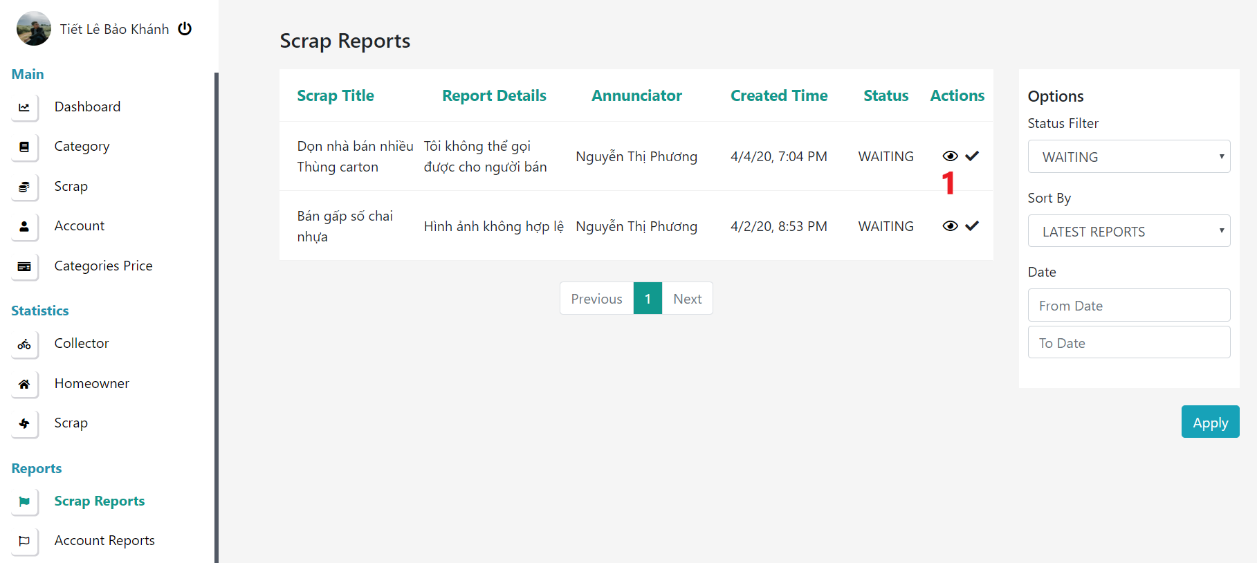 Tiết Lê Bảo Khánh
Main
Dashboard
Category
Scrap
Account
Categories Price
Statistics
Collector
Homeowner
Scrap
Reports
Scrap Reports
Account Reports
Scrap Reports
Scrap Title Report Details Annunciator Created Time Status Actions
Dọn nhà bán nhiều Thùng carton
Tôi không thể gọi được cho người bán
Nguyễn Thị Phương 4/4/20, 7:04 PM WAITING
1
Bán gấp số chai nhựa
Hình ảnh không hợp lệ Nguyễn Thị Phương 4/2/20, 8:53 PM WAITING
Previous 1 Next
Options
Status Filter
WAITING
Sort By
LATEST REPORTS
Date
From Date
To Date
Apply